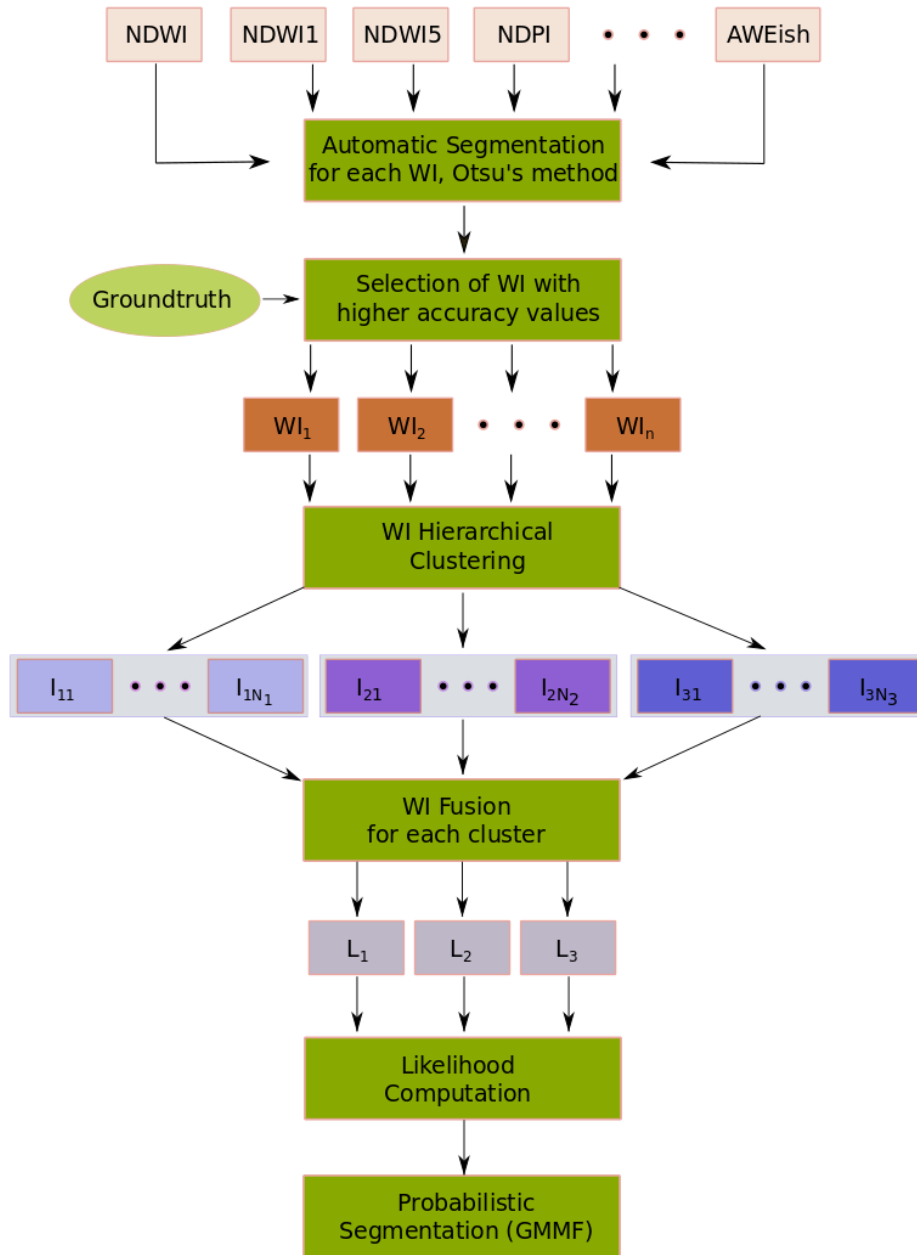 NDWI
NDWI1
NDWI5
NDPI
AWEish
Automatic Segmentation
for each WI, Otsu's method
Groundtruth
Selection of WI with
higher accuracy values
WI₁
WI₂
WIₙ
WI Hierarchical
Clustering
I₁₁
I₁N₁
I₂₁
I₂N₂
I₃₁
I₃N₃
WI Fusion
for each cluster
L₁
L₂
L₃
Likelihood
Computation
Probabilistic
Segmentation (GMMF)